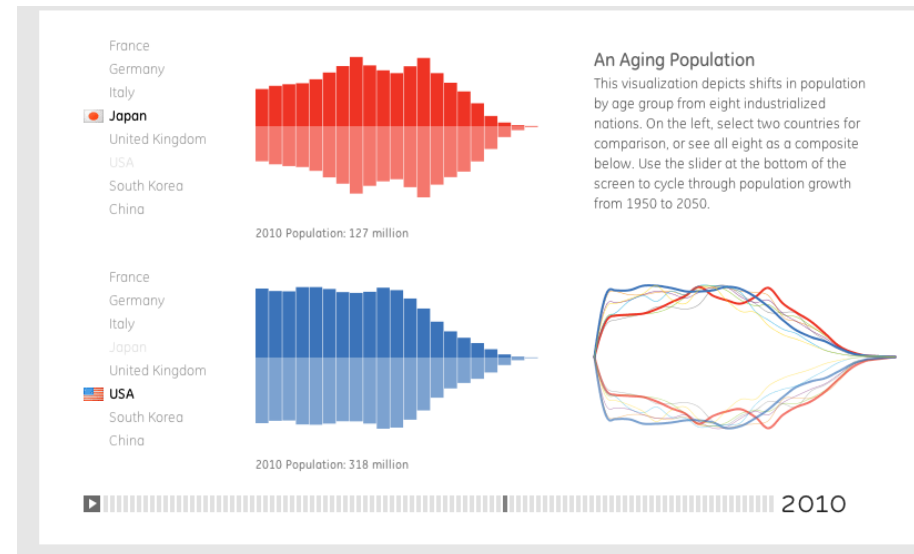 France
Germany
Italy
Japan
United Kingdom
USA
South Korea
China
2010 Population: 127 million
An Aging Population
This visualization depicts shifts in population
by age group from eight industrialized
nations. On the left, select two countries for
comparison, or see all eight as a composite
below. Use the slider at the bottom of the
screen to cycle through population growth
from 1950 to 2050.
France
Germany
Italy
Japan
United Kingdom
USA
South Korea
China
2010 Population: 318 million
2010